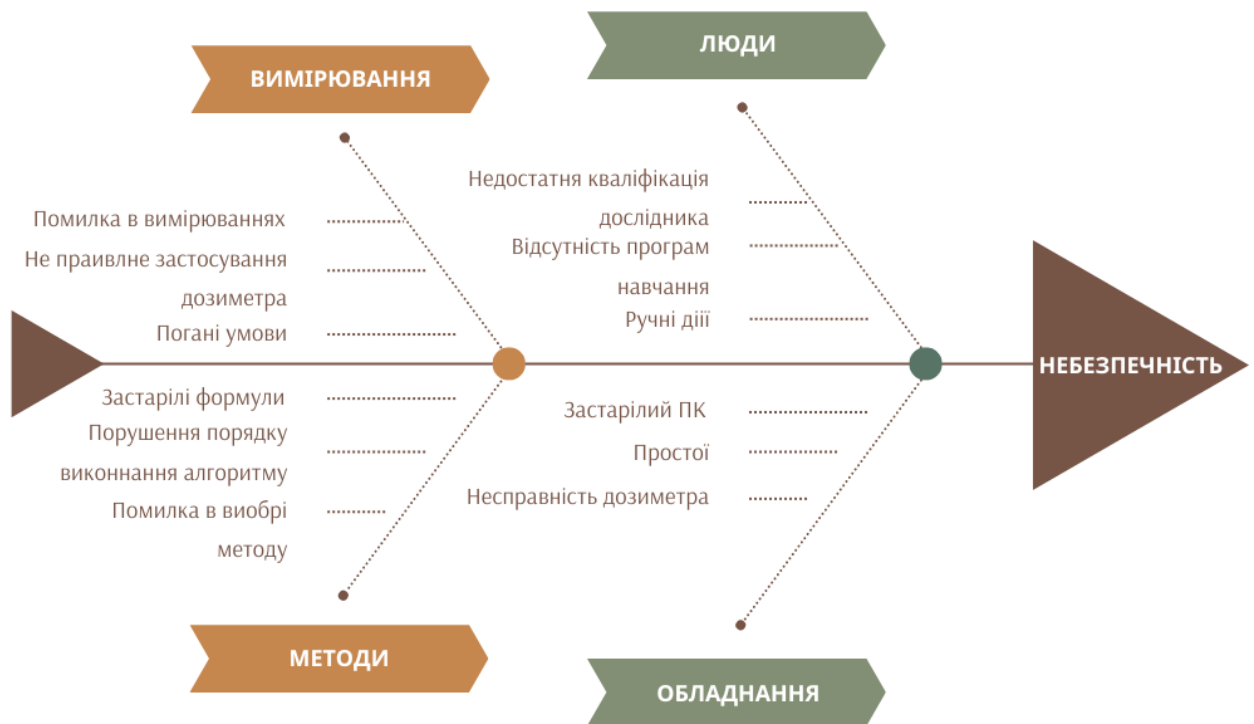 ВИМІРЮВАННЯ
Помилка в вимірюваннях
Не праивлне застосування
дозиметра
Погані умови
ЛЮДИ
Недостатня кваліфікація
дослідника
Відсутність програм
навчання
Ручні діїї
НЕБЕЗПЕЧНІСТЬ
Застарілі формули
Порушення порядку
виконнання алгоритму
Помилка в виобрі
методу
МЕТОДИ
Застарілий ПК
Простої
Несправність дозиметра
ОБЛАДНАННЯ